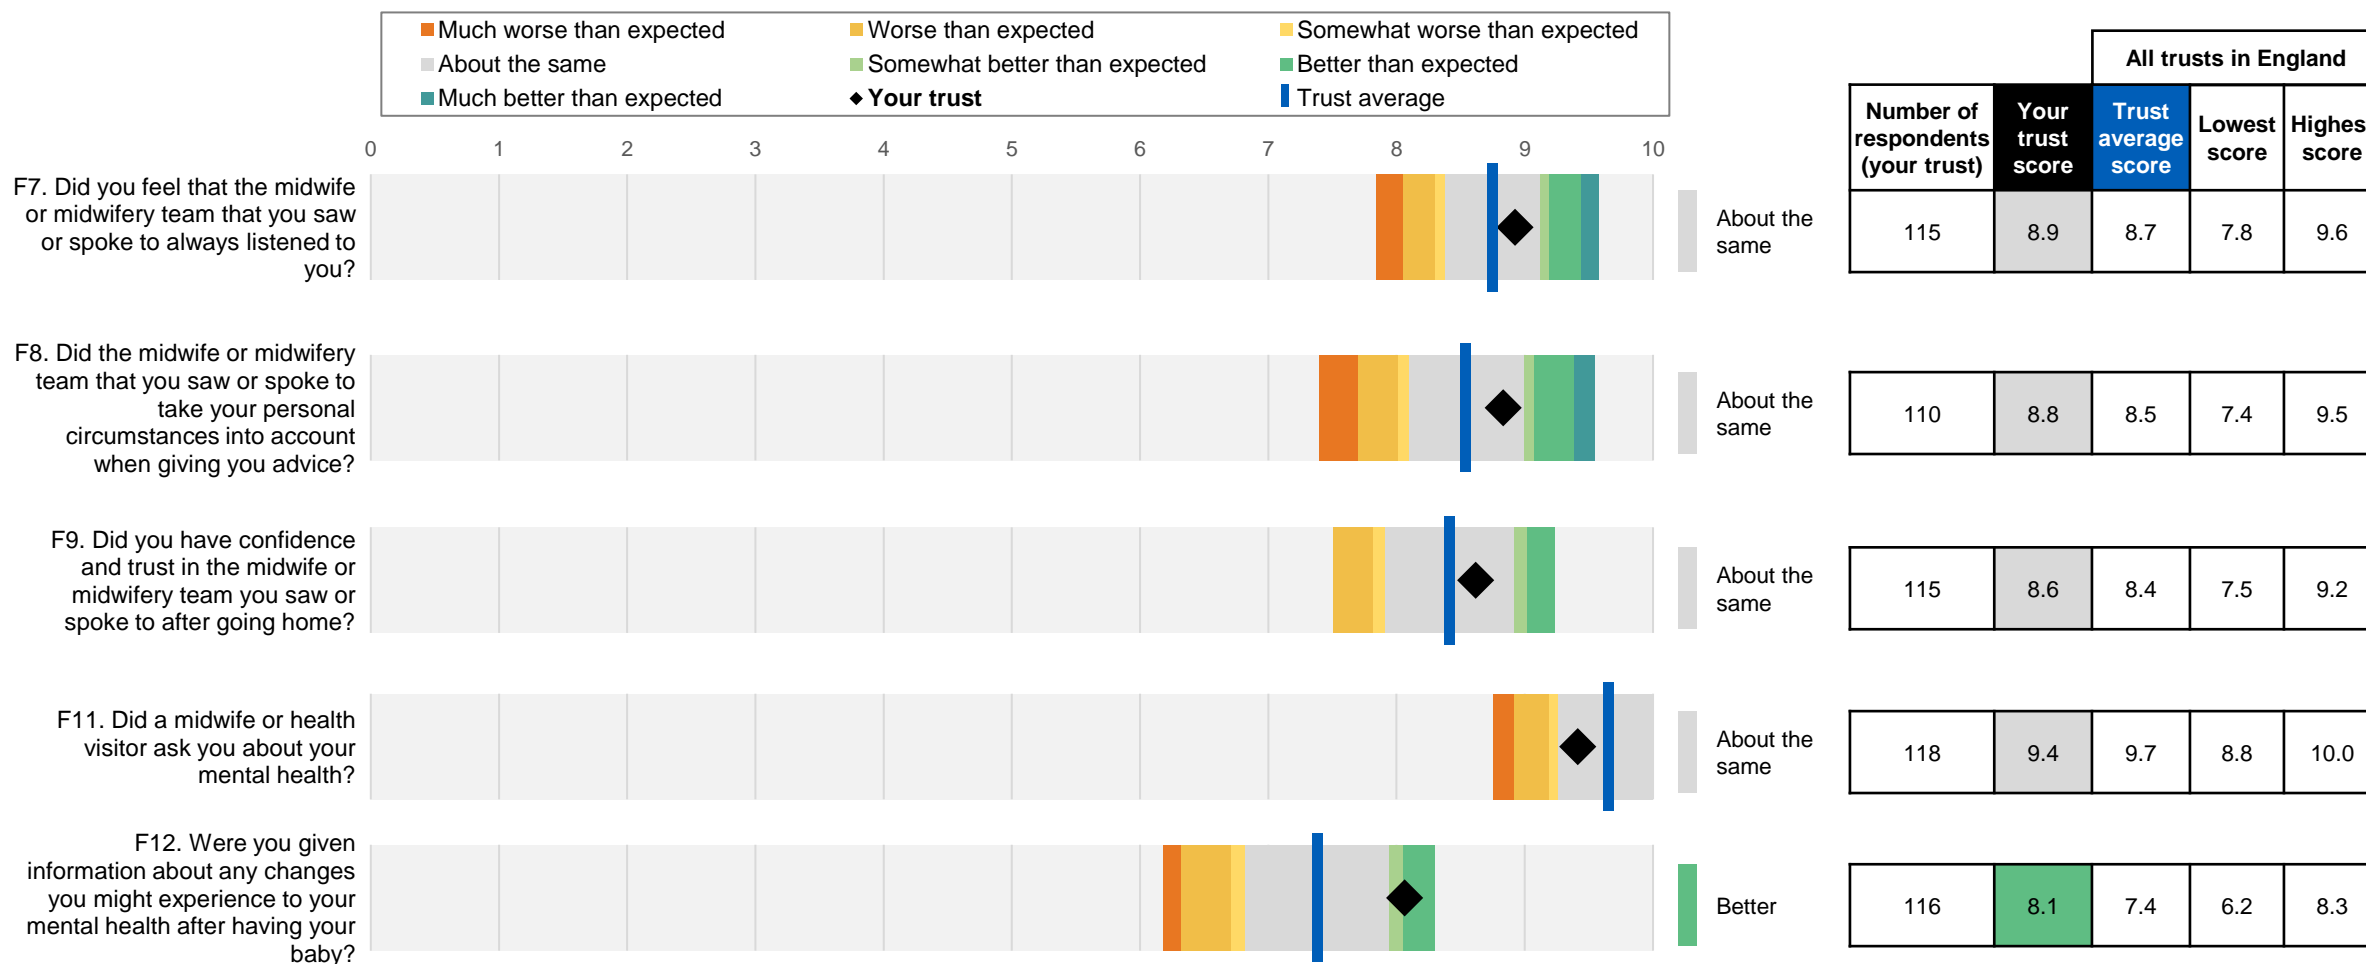 Much worse than expected
Worse than expected
Somewhat worse than expected
About the same
Somewhat better than expected
Better than expected
Much better than expected
Your trust
Trust average
All trusts in England
Number of
respondents
(your trust)
Your
trust
score
Trust
average
score
Lowest
score
Highes
score
0 1 2 3 4 5 6 7 8 9 10
F7. Did you feel that the midwife
or midwifery team that you saw
or spoke to always listened to
you?
About the
same
115 8.9 8.7 7.8 9.6
F8. Did the midwife or midwifery
team that you saw or spoke to
take your personal
circumstances into account
when giving you advice?
About the
same
110 8.8 8.5 7.4 9.5
F9. Did you have confidence
and trust in the midwife or
midwifery team you saw or
spoke to after going home?
About the
same
115 8.6 8.4 7.5 9.2
F11. Did a midwife or health
visitor ask you about your
mental health?
About the
same
118 9.4 9.7 8.8 10.0
F12. Were you given
information about any changes
you might experience to your
mental health after having your
baby?
Better
116 8.1 7.4 6.2 8.3